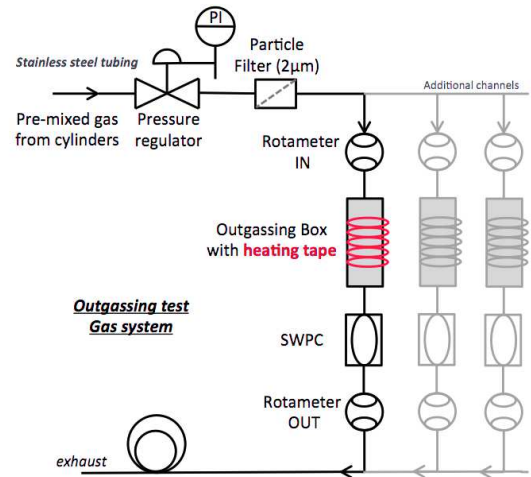 PI
Stainless steel tubing
Particle
Filter (2μm)
Additional channels
Pre-mixed gas
from cylinders
Pressure
regulator
Rotameter
IN
Outgassing Box
with heating tape
Outgassing test
Gas system
SWPC
Rotameter
OUT
exhaust